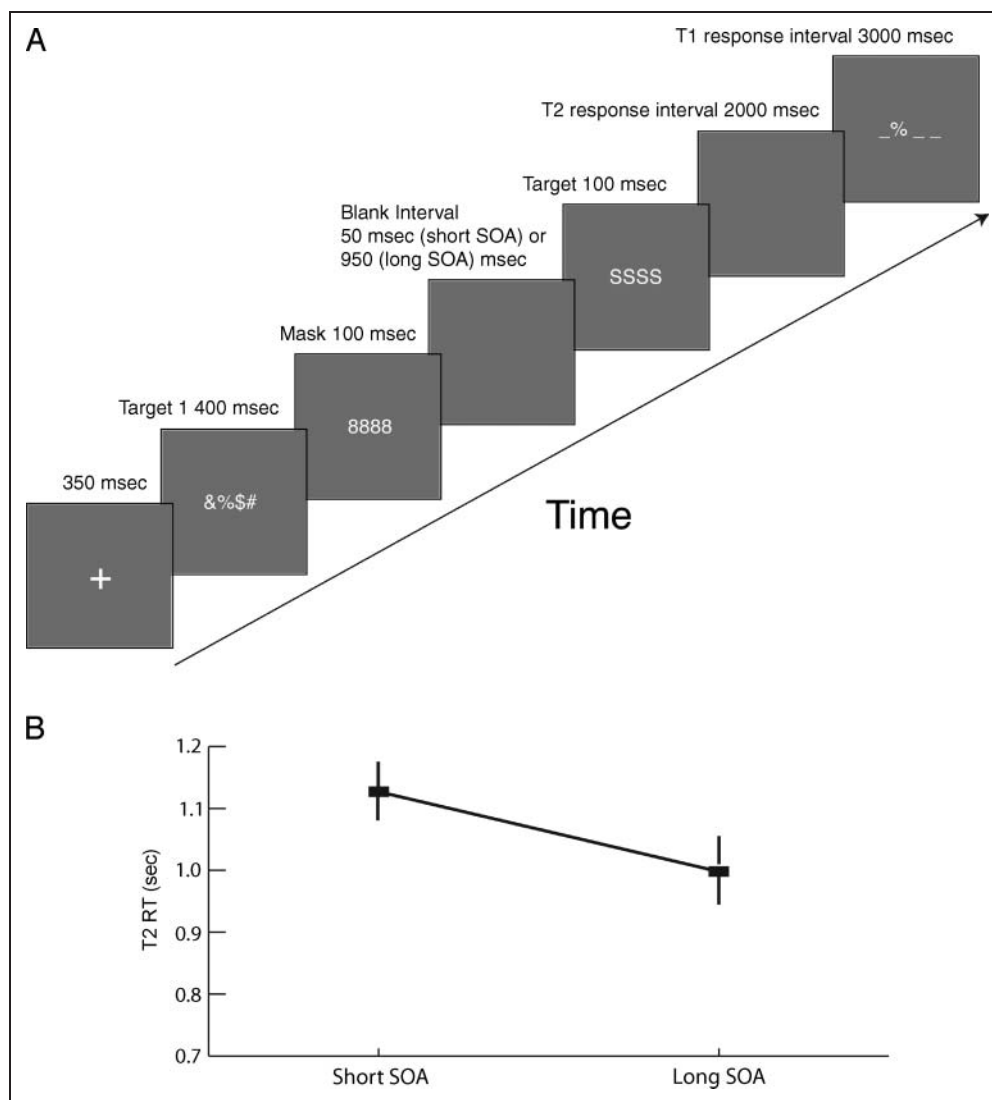 A
T1 response interval 3000 msec
_% _ _
T2 response interval 2000 msec
Target 100 msec
SSSS
Blank Interval
50 msec (short SOA) or
950 (long SOA) msec
Mask 100 msec
8888
Target 1 400 msec
&%$#
350 msec
+
Time
B
1.2
1.1
1.0
0.9
0.8
0.7
T2 RT (sec)
Short SOA
Long SOA